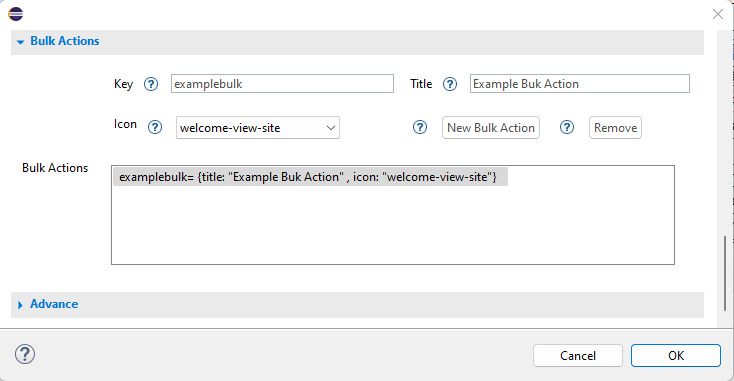 Bulk Actions
Key ? examplebulk Title ? Example Buk Action
Icon ? welcome-view-site ? New Bulk Action ? Remove
Bulk Actions
examplebulk= {title: "Example Buk Action" , icon: "welcome-view-site"}
Advance
? Cancel OK